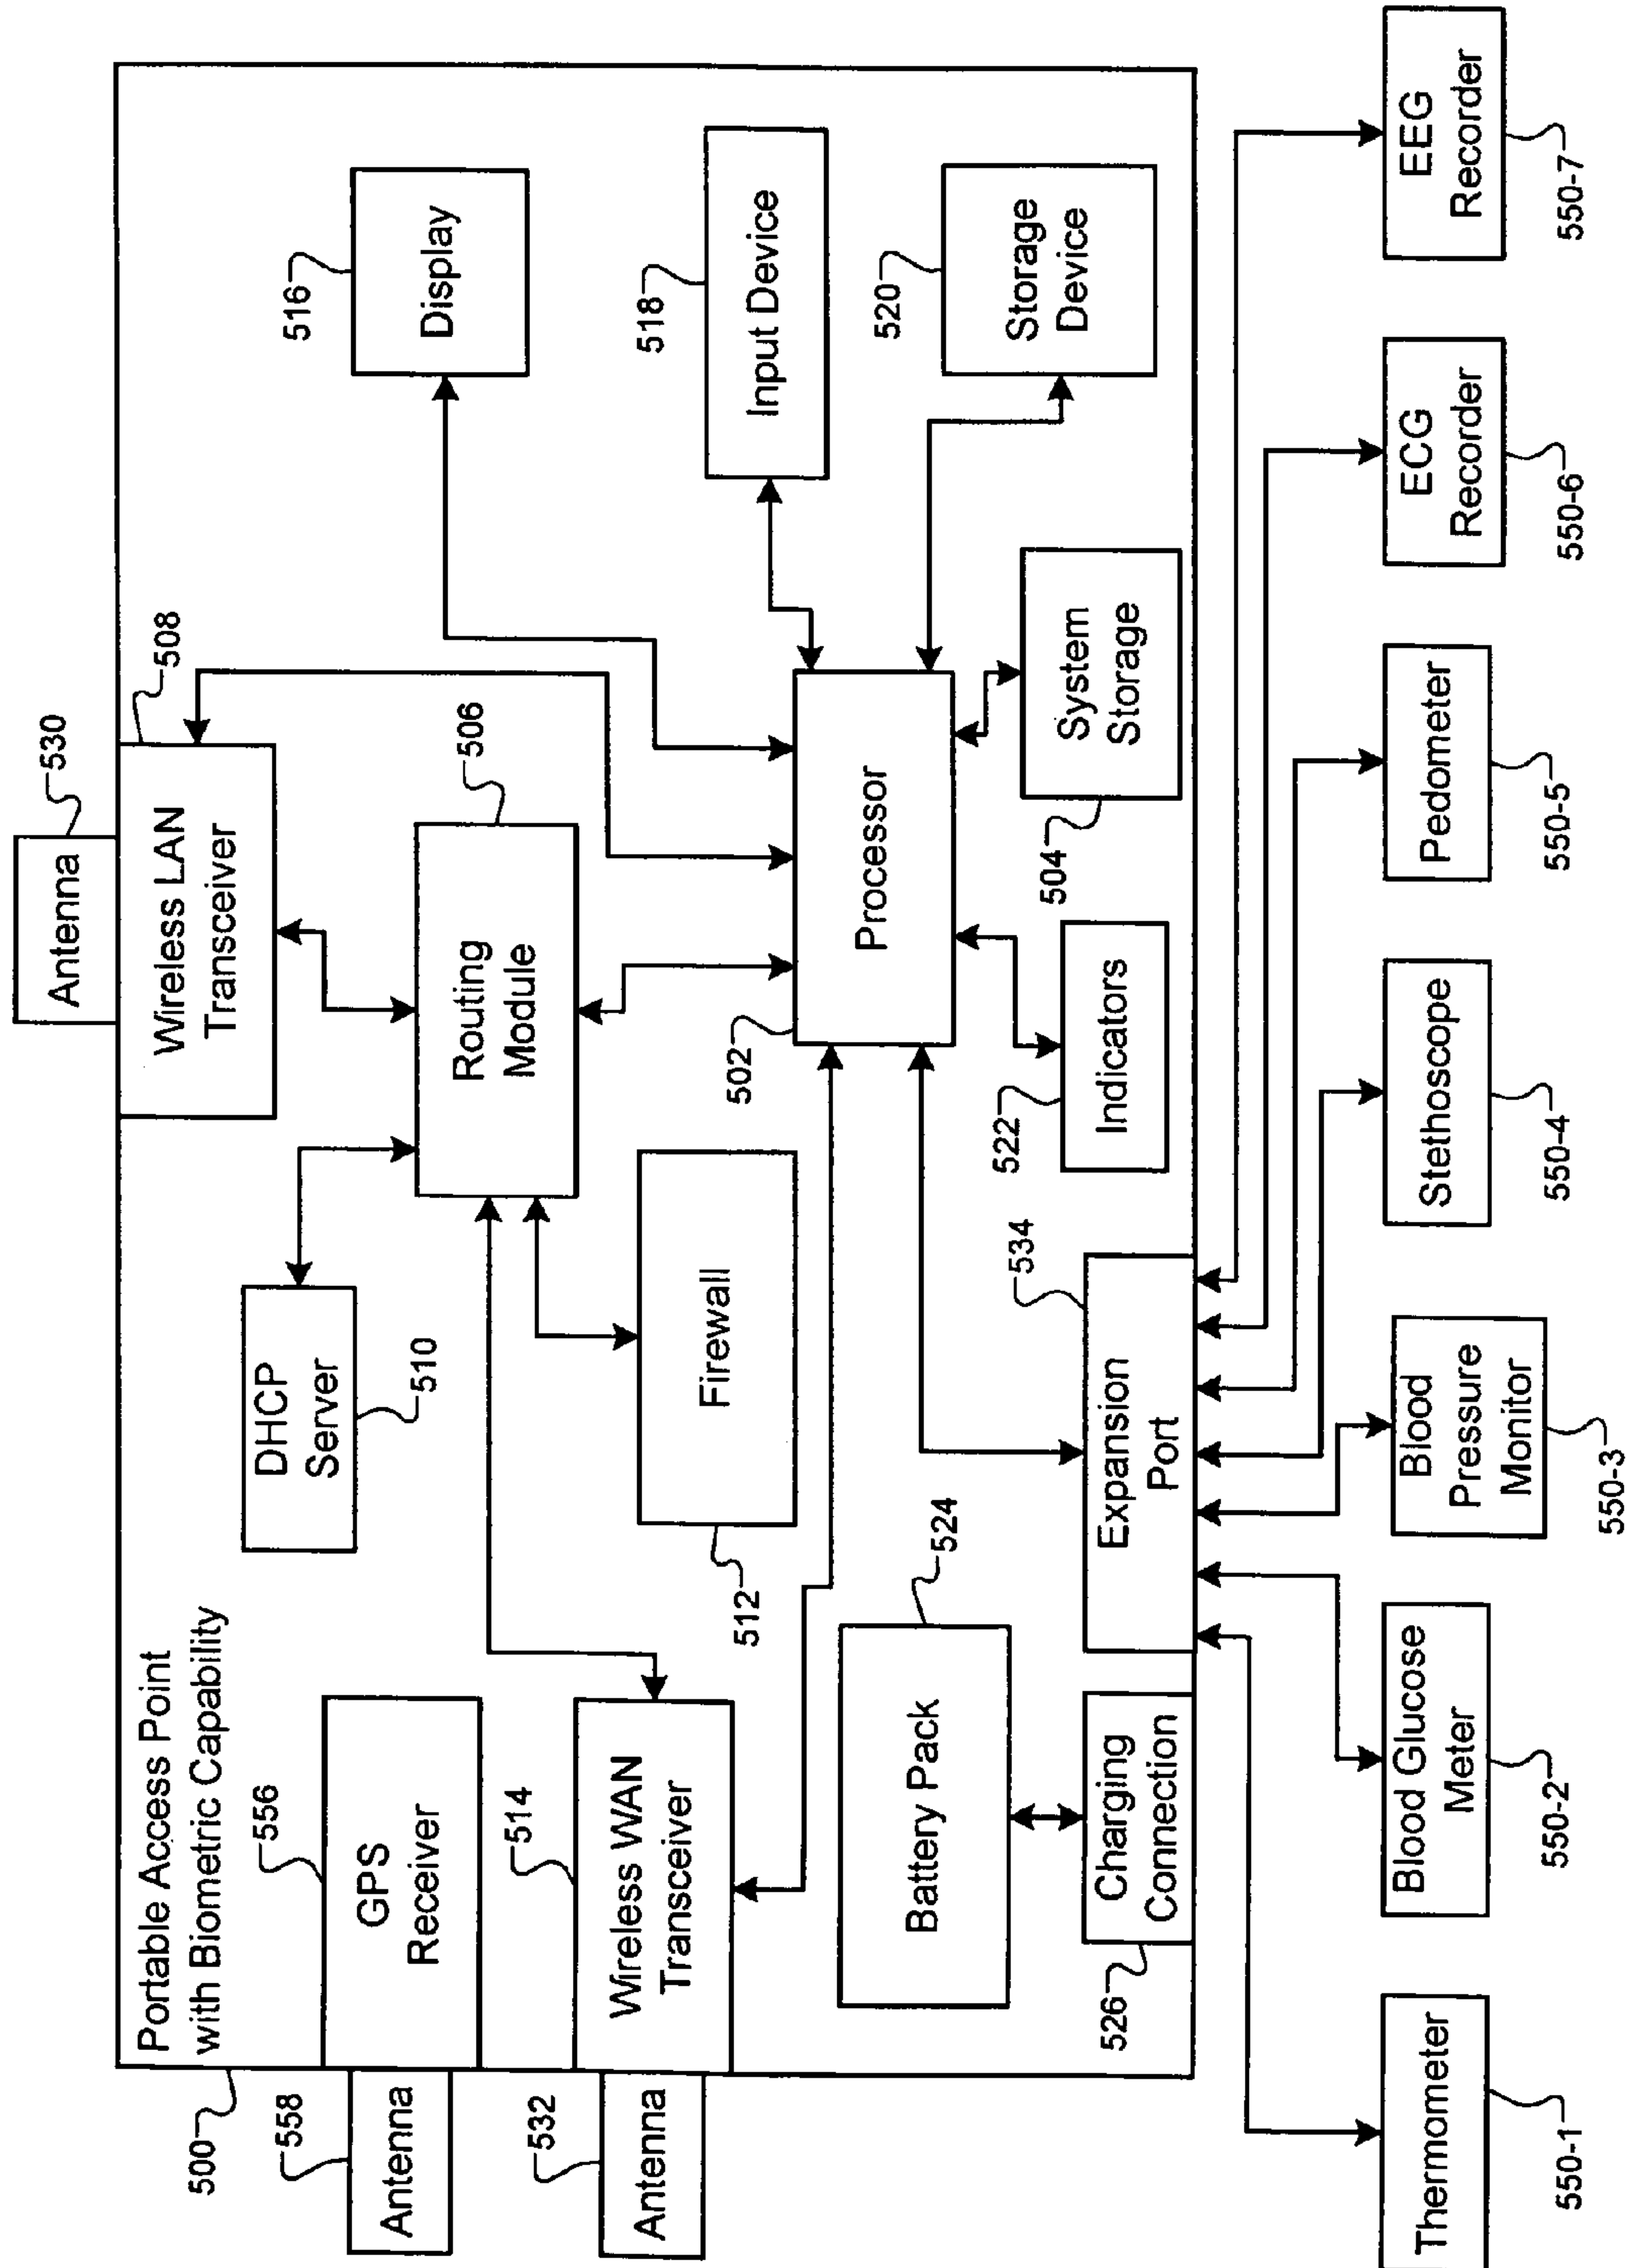 Portable Access Point
with Biometric Capability
500
Antenna
530
Wireless LAN
Transceiver
508
Antenna
558
GPS
Receiver
556
Antenna
532
Wireless WAN
Transceiver
514
DHCP
Server
510
Routing
Module
506
Display
516
Firewall
512
Input Device
518
Processor
502
Storage
Device
520
System
Storage
504
Indicators
522
Battery Pack
524
Charging
Connection
526
Expansion
Port
534
Thermometer
550-1
Blood Glucose
Meter
550-2
Blood
Pressure
Monitor
550-3
Stethoscope
550-4
Pedometer
550-5
ECG
Recorder
550-6
EEG
Recorder
550-7